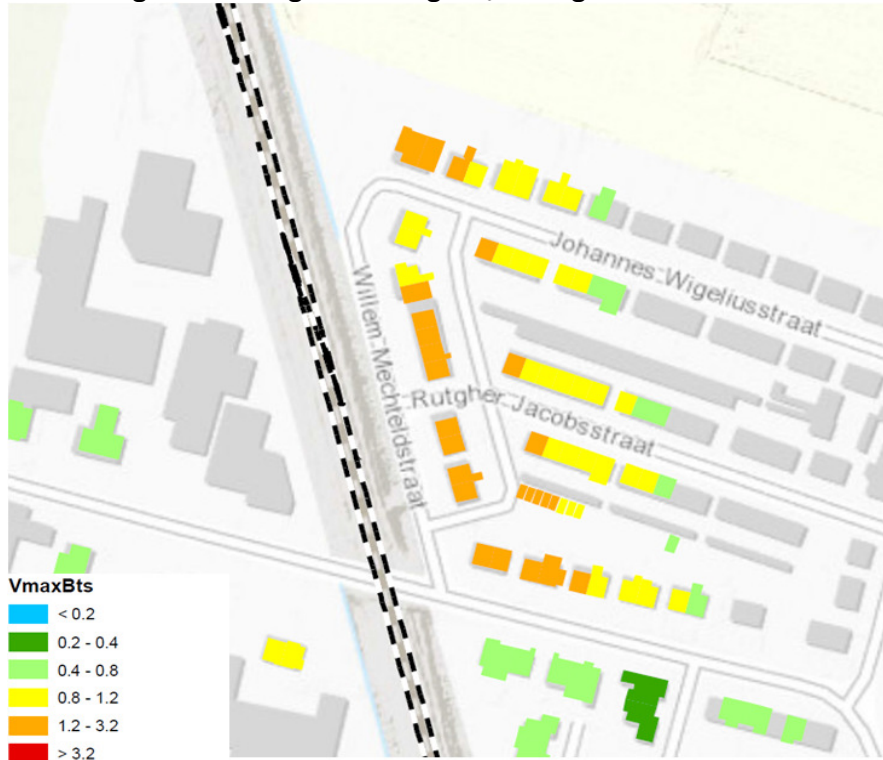 Johannes-Wigeliusstraat
Willem-Mechteldstraat
Rutgher-Jacobsstraat
VmaxBts
< 0.2
0.2 - 0.4
0.4 - 0.8
0.8 - 1.2
1.2 - 3.2
> 3.2